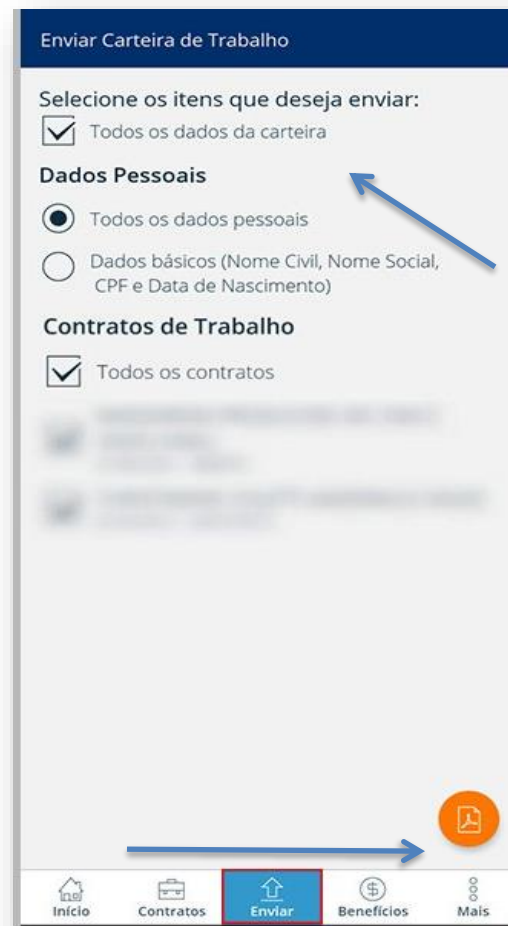 Enviar Carteira de Trabalho
Selecione os itens que deseja enviar:
Todos os dados da carteira
Dados Pessoais
Todos os dados pessoais
Dados básicos (Nome Civil, Nome Social,
CPF e Data de Nascimento)
Contratos de Trabalho
Todos os contratos
Início Contratos Enviar Benefícios Mais